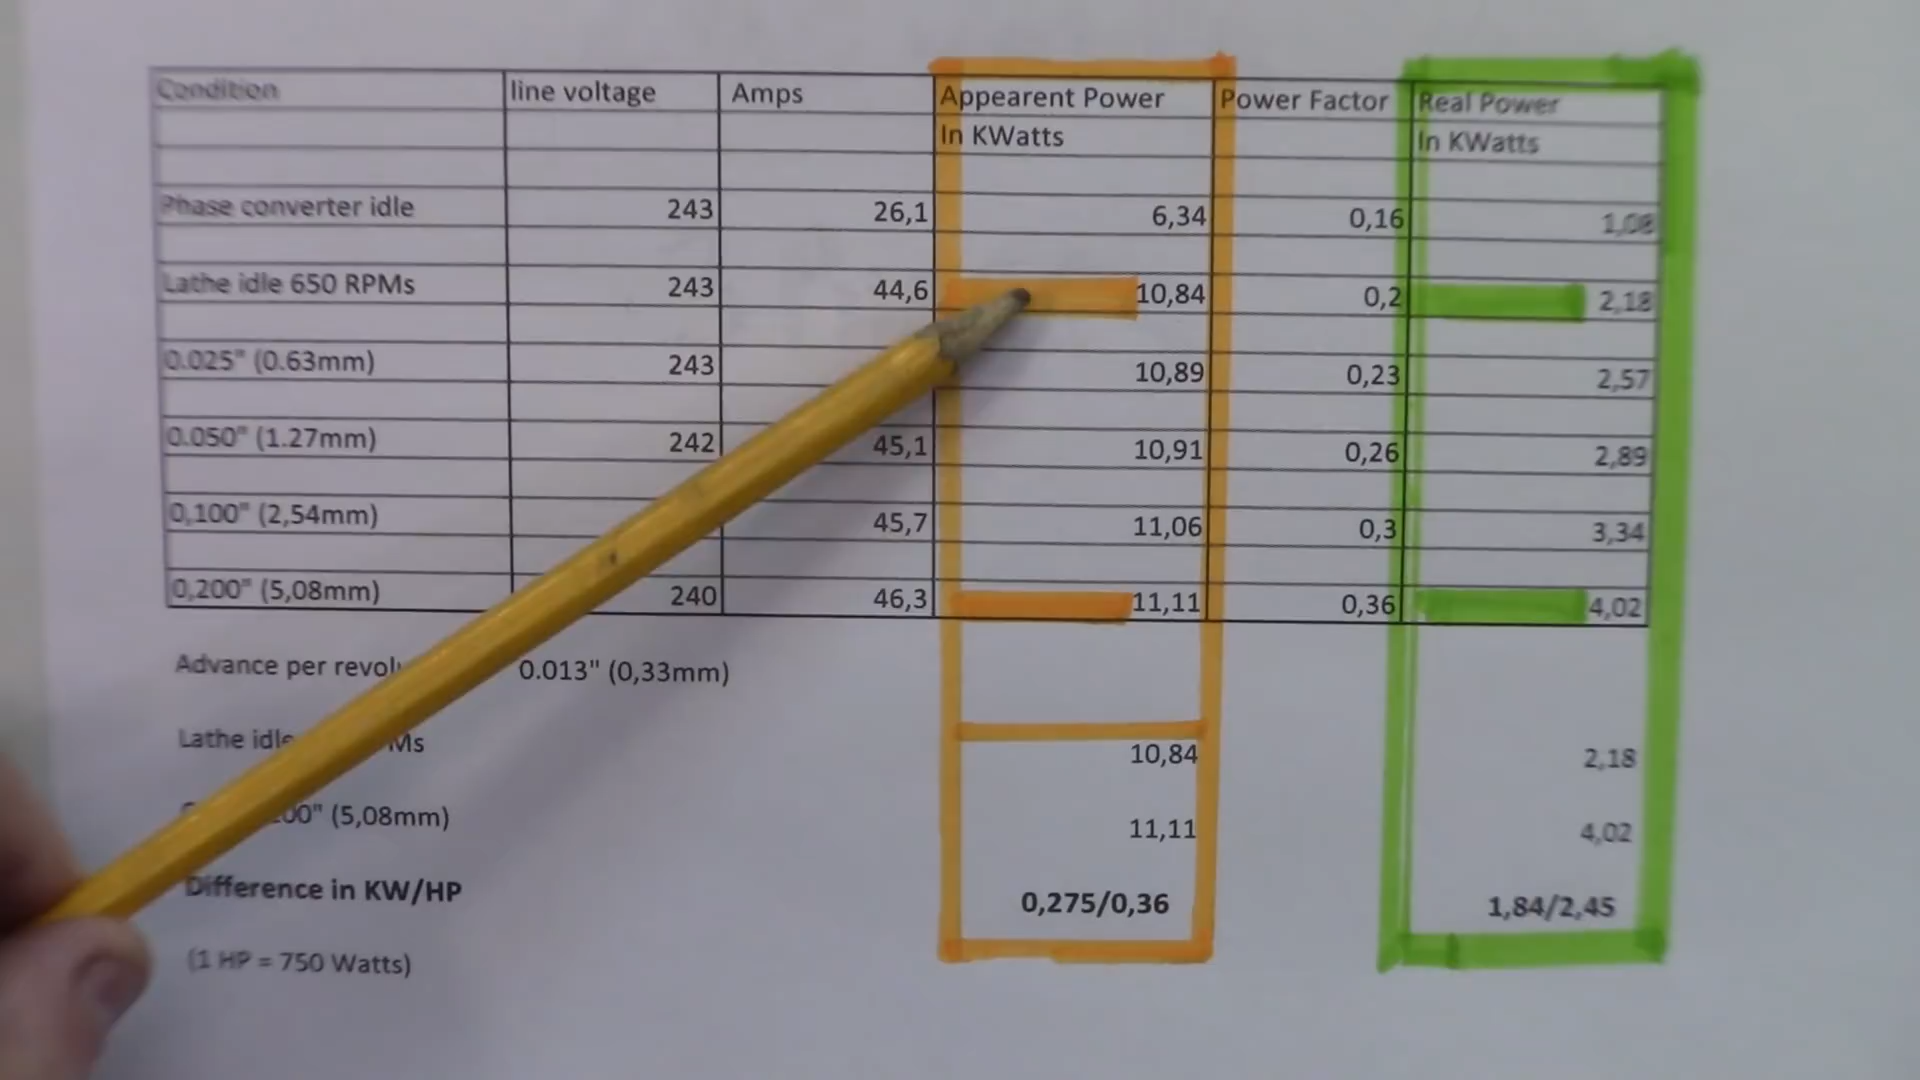 Condition line voltage Amps Appearent Power Power Factor Real Power
In KWatts In KWatts
Phase converter idle 243 26,1 6,34 0,16 1,08
Lathe idle 650 RPMs 243 44,6 10,84 0,2 2,18
0.025" (0.63mm) 243 10,89 0,23 2,57
0.050" (1.27mm) 242 45,1 10,91 0,26 2,89
0,100" (2,54mm) 45,7 11,06 0,3 3,34
0,200" (5,08mm) 240 46,3 11,11 0,36 4,02
Advance per 0.013" (0,33mm)
Lathe 10,84 2,18
(5,08mm) 11,11 4,02
Difference in KW/HP 0,275/0,36 1,84/2,45
(1 HP = 750 Watts)